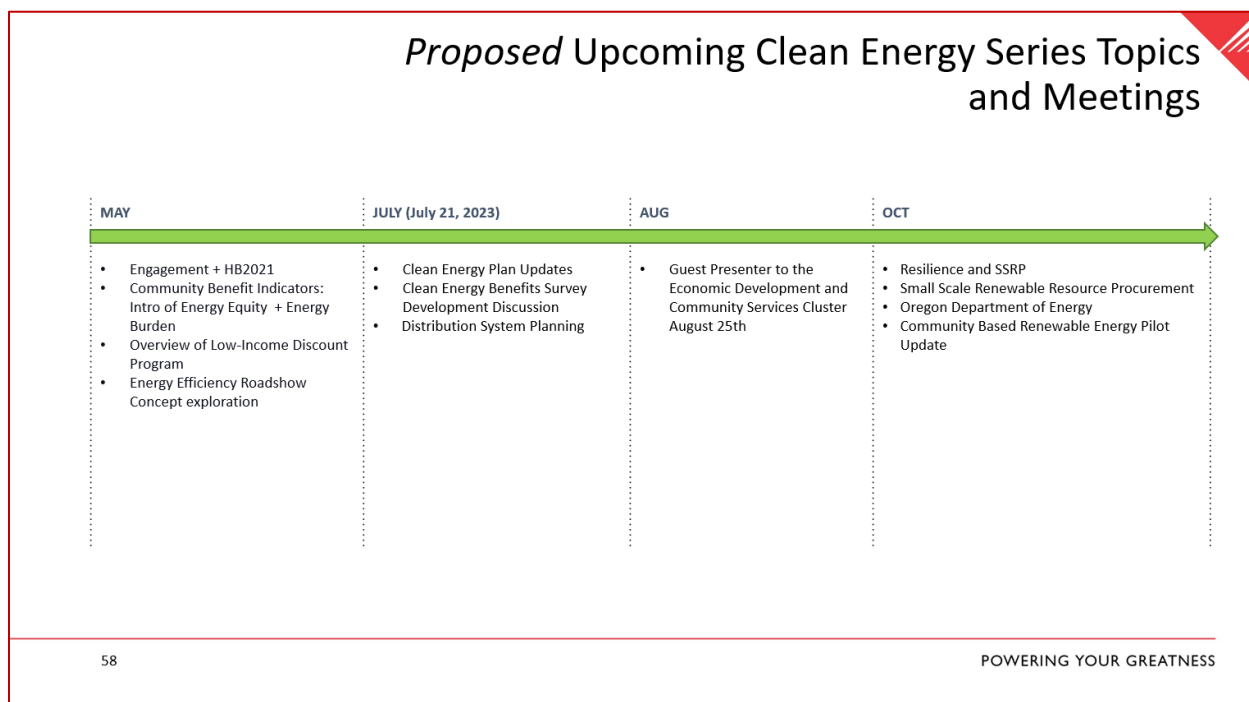 Proposed Upcoming Clean Energy Series Topics
and Meetings
MAY
• Engagement + HB2021
• Community Benefit Indicators:
Intro of Energy Equity + Energy
Burden
• Overview of Low-Income Discount
Program
• Energy Efficiency Roadshow
Concept exploration
JULY (July 21, 2023)
• Clean Energy Plan Updates
• Clean Energy Benefits Survey
Development Discussion
• Distribution System Planning
AUG
• Guest Presenter to the
Economic Development and
Community Services Cluster
August 25th
OCT
• Resilience and SSRP
• Small Scale Renewable Resource Procurement
• Oregon Department of Energy
• Community Based Renewable Energy Pilot
Update
58
POWERING YOUR GREATNESS